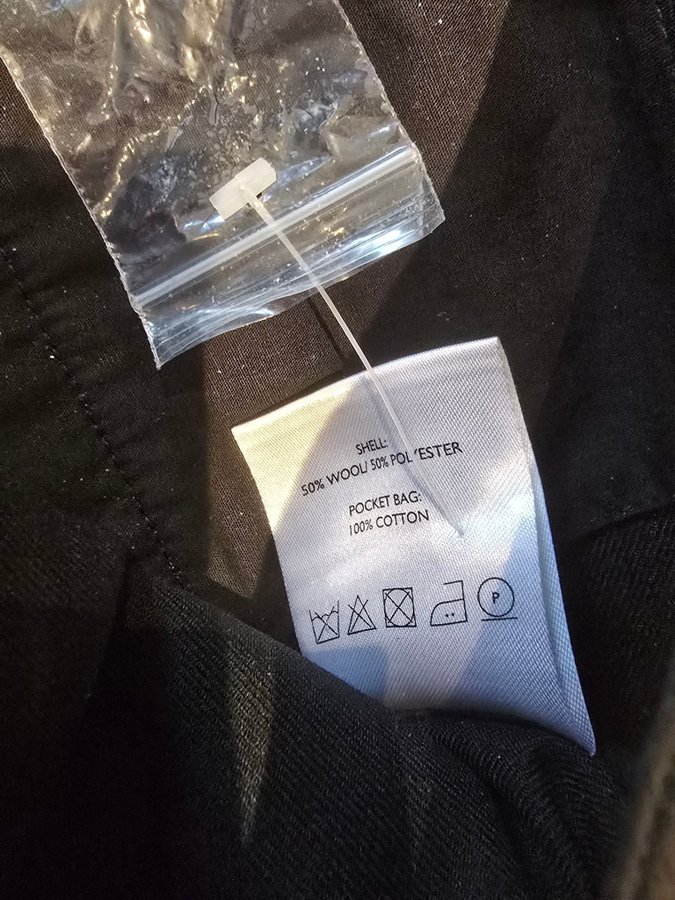 SHELL:
50% WOOL/ 50% POLYESTER
POCKET BAG:
100% COTTON
P